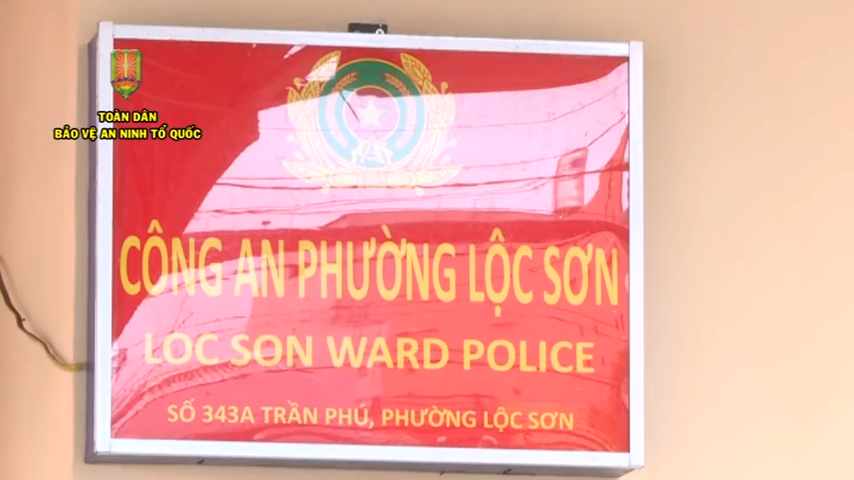 TOÀN DÂN
BẢO VỆ AN NINH TỔ QUỐC
CÔNG AN PHƯỜNG LỘC SƠN
LOC SON WARD POLICE
SỐ 343A TRẦN PHÚ, PHƯỜNG LỘC SƠN